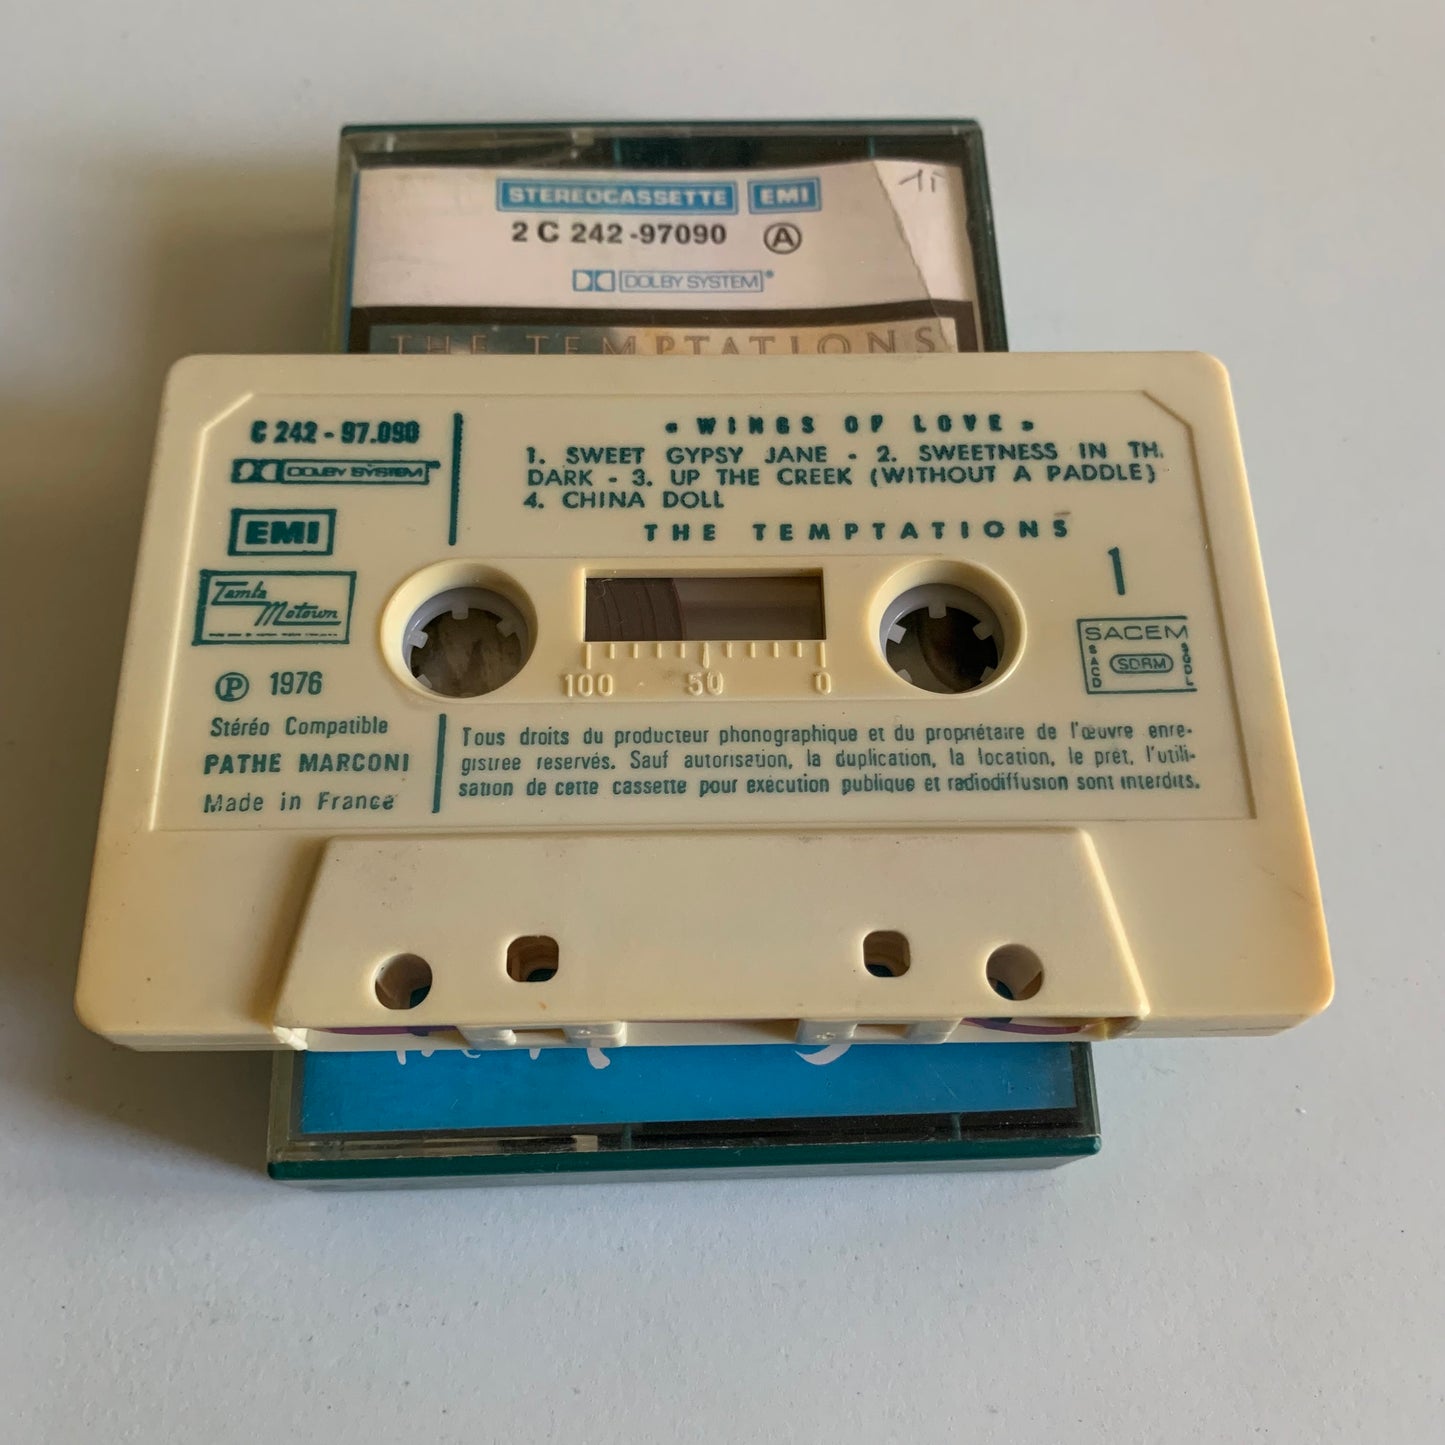 STEREOCASSETTE EMI
2 C 242-97090 A
DOLBY SYSTEM
THE TEMPTATIONS
C 242 - 97.090
DOLBY SYSTEM
EMI
Tamla
Motown
℗ 1976
Stéréo Compatible
PATHE MARCONI
Made in France
« WINGS OF LOVE »
1. SWEET GYPSY JANE - 2. SWEETNESS IN TH.
DARK - 3. UP THE CREEK (WITHOUT A PADDLE)
4. CHINA DOLL
THE TEMPTATIONS
1
SACEM
SACD SDRM SGDL
100 50 0
Tous droits du producteur phonographique et du propriétaire de l'œuvre enre-
gistree reservés. Sauf autorisation, la duplication, la location, le prêt, l'utili-
sation de cette cassette pour exécution publique et radiodiffusion sont interdits.